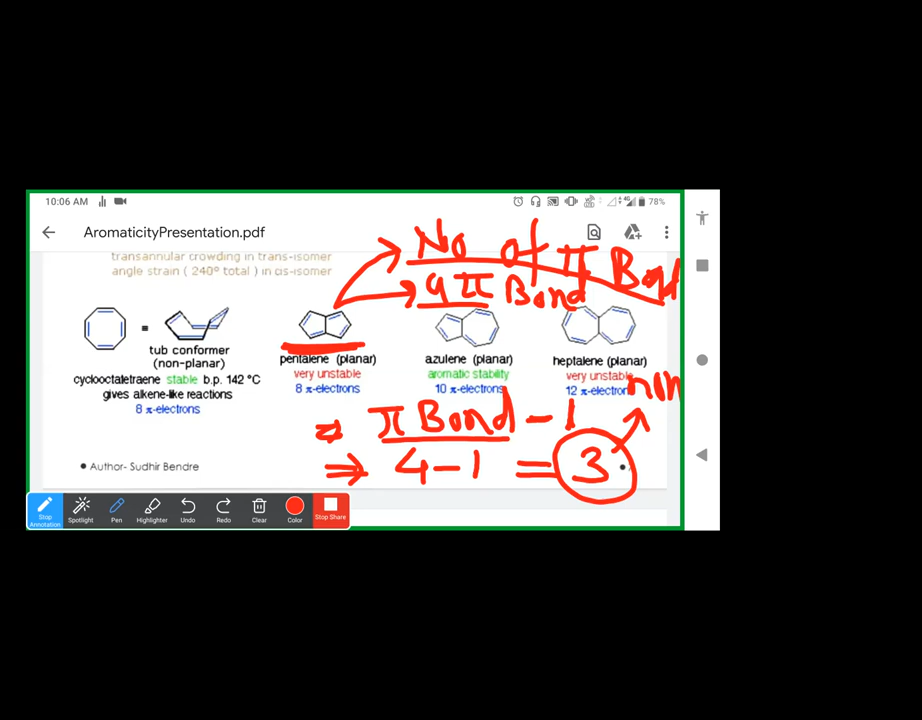 10:06 AM
78%
AromaticityPresentation.pdf
transannular crowding in trans-isomer
angle strain ( 240° total ) in cis-isomer
No of π Bond
4π Bond
=
tub conformer
(non-planar)
cyclooctatetraene stable b.p. 142 °C
gives alkene-like reactions
8 π-electrons
pentalene (planar)
very unstable
8 π-electrons
azulene (planar)
aromatic stability
10 π-electrons
heptalene (planar)
very unstable
12 π-electrons
⇒ π Bond - 1
⇒ 4 - 1 = 3
• Author- Sudhir Bendre
Stop Annotation
Spotlight
Pen
Highlighter
Undo
Redo
Clear
Color
Stop Share